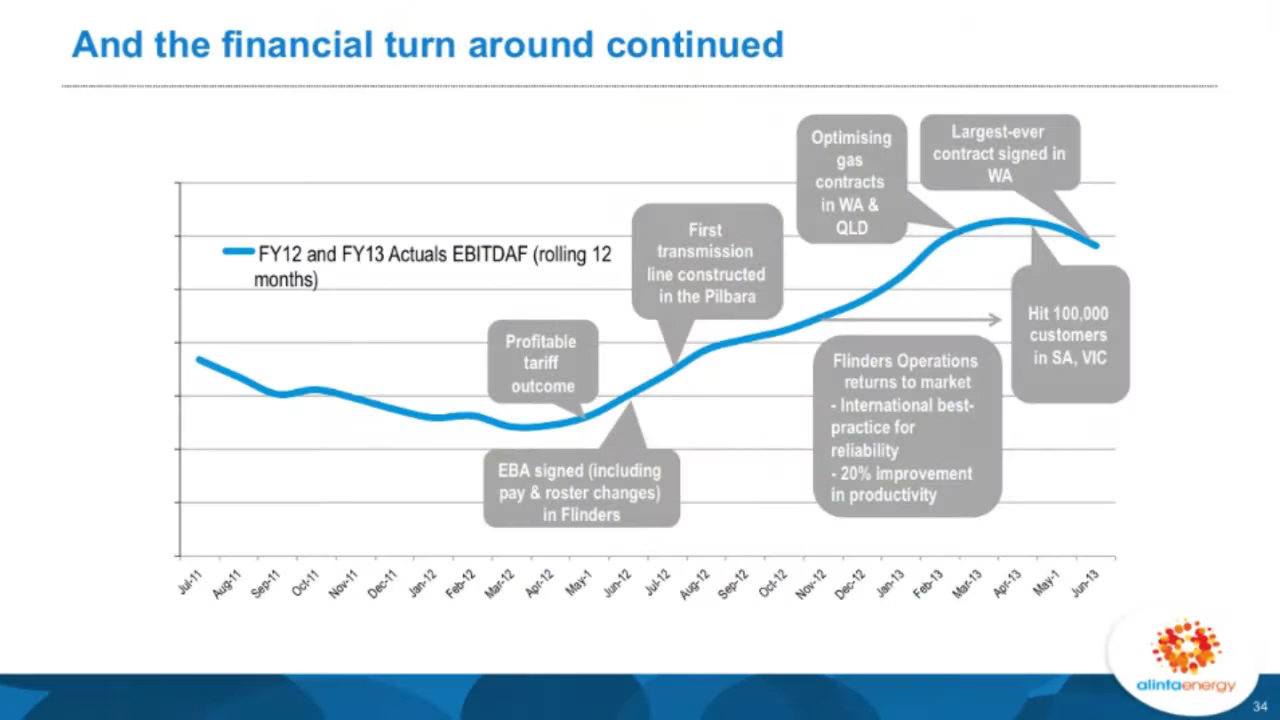 And the financial turn around continued
Optimising
gas
contracts
in WA &
QLD
Largest-ever
contract signed in
WA
First
transmission
line constructed
in the Pilbara
FY12 and FY13 Actuals EBITDAF (rolling 12
months)
Profitable
tariff
outcome
Hit 100,000
customers
in SA, VIC
Flinders Operations
returns to market
- International best-
practice for
reliability
- 20% improvement
in productivity
EBA signed (including
pay & roster changes)
in Flinders
Jul-11
Aug-11
Sep-11
Oct-11
Nov-11
Dec-11
Jan-12
Feb-12
Mar-12
Apr-12
May-1
Jun-12
Jul-12
Aug-12
Sep-12
Oct-12
Nov-12
Dec-12
Jan-13
Feb-13
Mar-13
Apr-13
May-1
Jun-13
alintaenergy
34